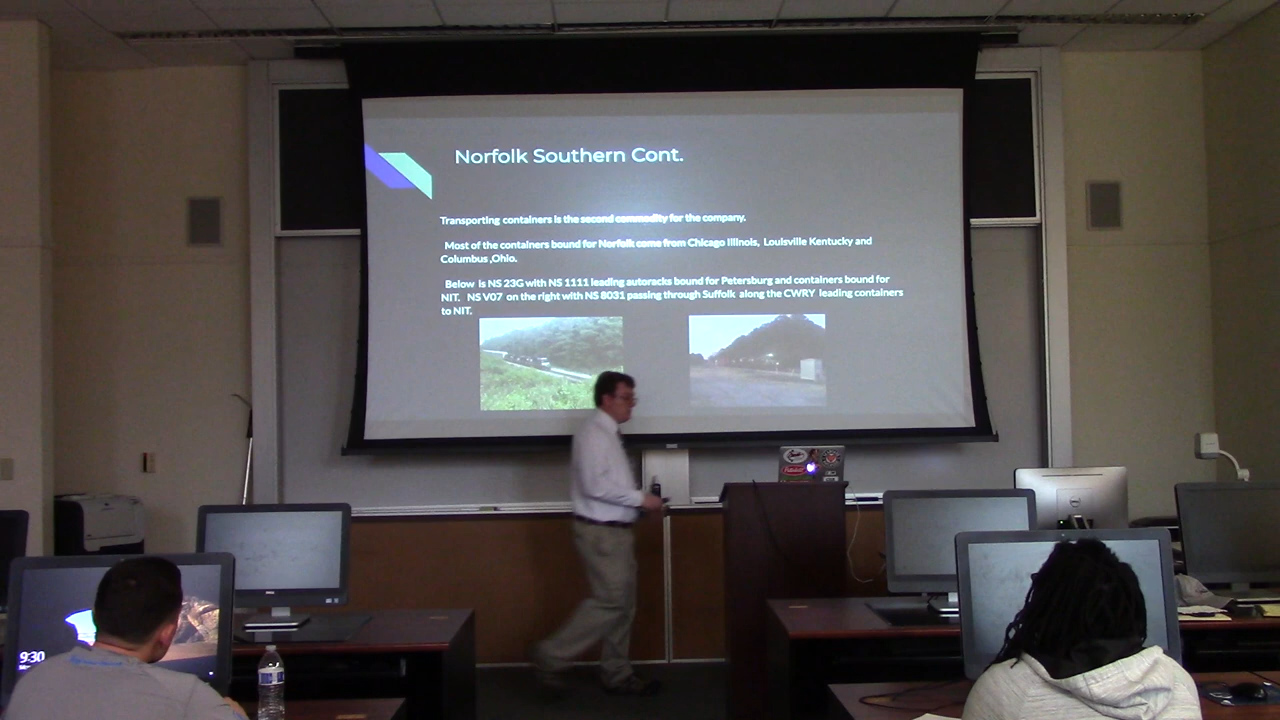 Norfolk Southern Cont.
Transporting containers is the second commodity for the company.
Most of the containers bound for Norfolk come from Chicago Illinois, Louisville Kentucky and
Columbus ,Ohio.
Below is NS 23G with NS 1111 leading autoracks bound for Petersburg and containers bound for
NIT. NS V07 on the right with NS 8031 passing through Suffolk along the CWRY leading containers
to NIT.
9:30
DELL